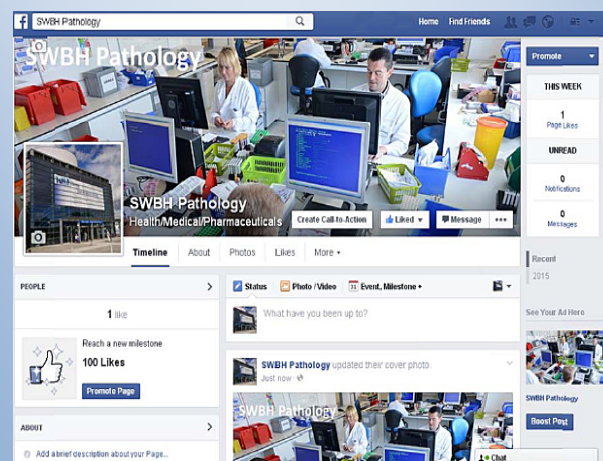 SWBH Pathology
Home Find Friends
SWBH Pathology
SWBH Pathology
Health/Medical/Pharmaceuticals
Create Call-to-Action
Liked
Message
Timeline About Photos Likes More
Promote
THIS WEEK
1
Page Likes
UNREAD
0
Notifications
0
Messages
Recent
2015
See Your Ad Here
SWBH Pathology
Boost Post
PEOPLE
1 like
Reach a new milestone
100 Likes
Promote Page
ABOUT
Add a brief description about your Page...
Status Photo / Video Event, Milestone +
What have you been up to?
SWBH Pathology updated their cover photo.
Just now
SWBH Pathology
Chat